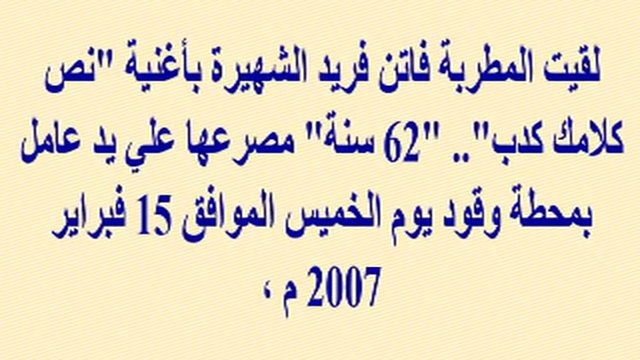 لقيت المطربة فاتن فريد الشهيرة بأغنية "نص
كلامك كدب".. "62 سنة" مصرعها علي يد عامل
بمحطة وقود يوم الخميس الموافق 15 فبراير
2007 م ،